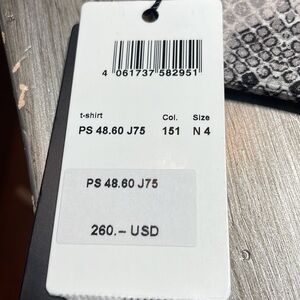 4 061737 582951
t-shirt Col. Size
PS 48.60 J75 151 N 4
PS 48.60 J75
260.– USD